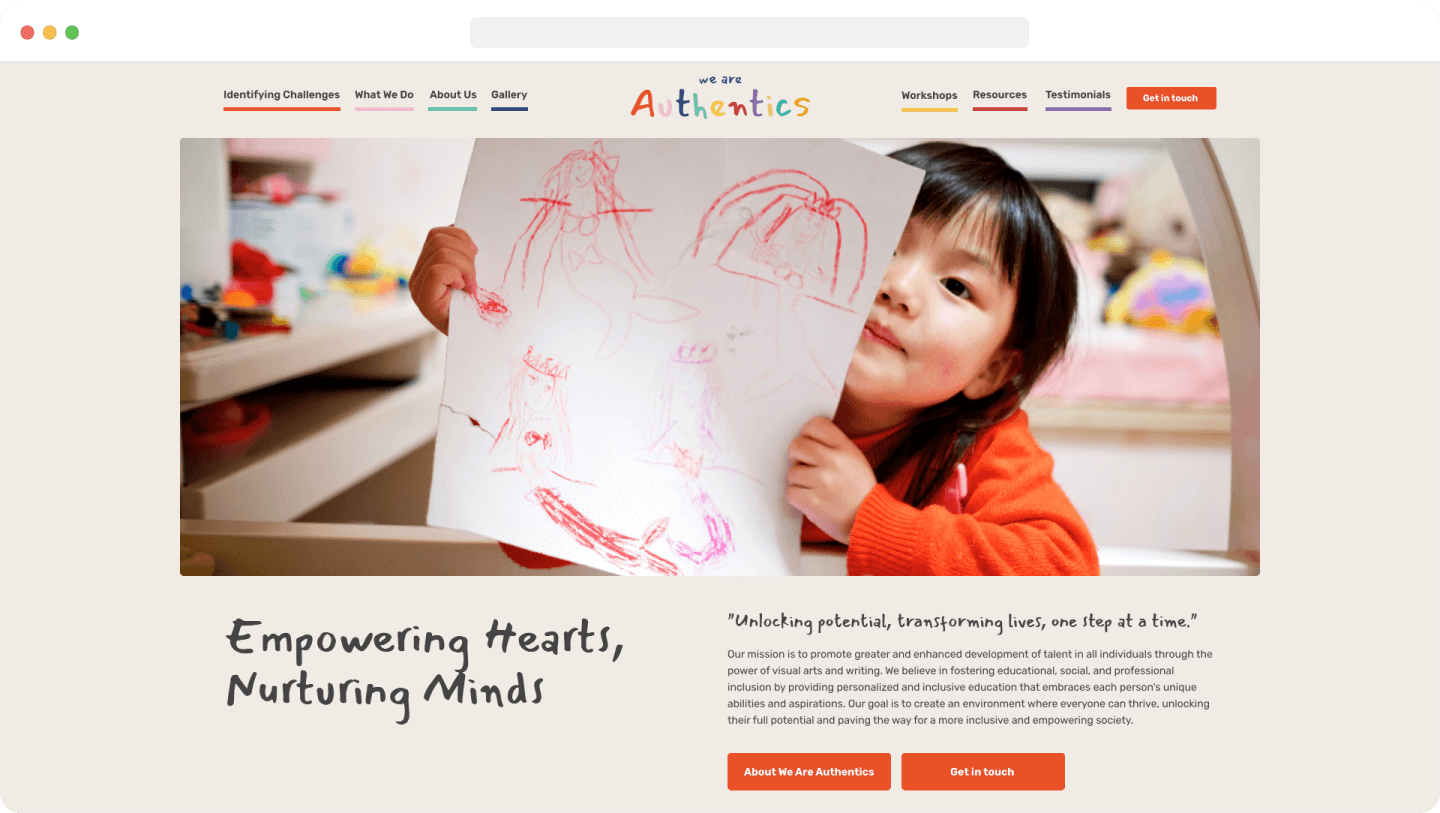 Identifying Challenges
What We Do
About Us
Gallery
we are
Authentics
Workshops
Resources
Testimonials
Get in touch
Empowering Hearts,
Nurturing Minds
"Unlocking potential, transforming lives, one step at a time."
Our mission is to promote greater and enhanced development of talent in all individuals through the
power of visual arts and writing. We believe in fostering educational, social, and professional
inclusion by providing personalized and inclusive education that embraces each person's unique
abilities and aspirations. Our goal is to create an environment where everyone can thrive, unlocking
their full potential and paving the way for a more inclusive and empowering society.
About We Are Authentics
Get in touch